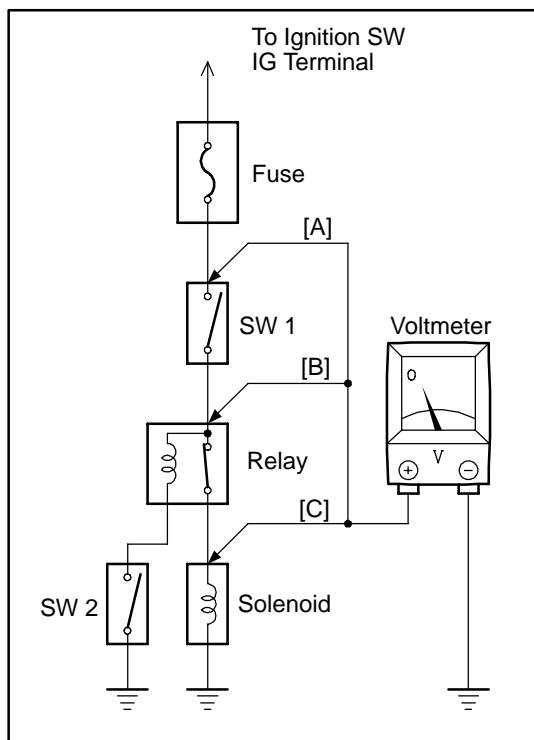 To Ignition SW
IG Terminal
Fuse
[A]
SW 1
Voltmeter
0
[B]
V
+ −
Relay
[C]
SW 2
Solenoid